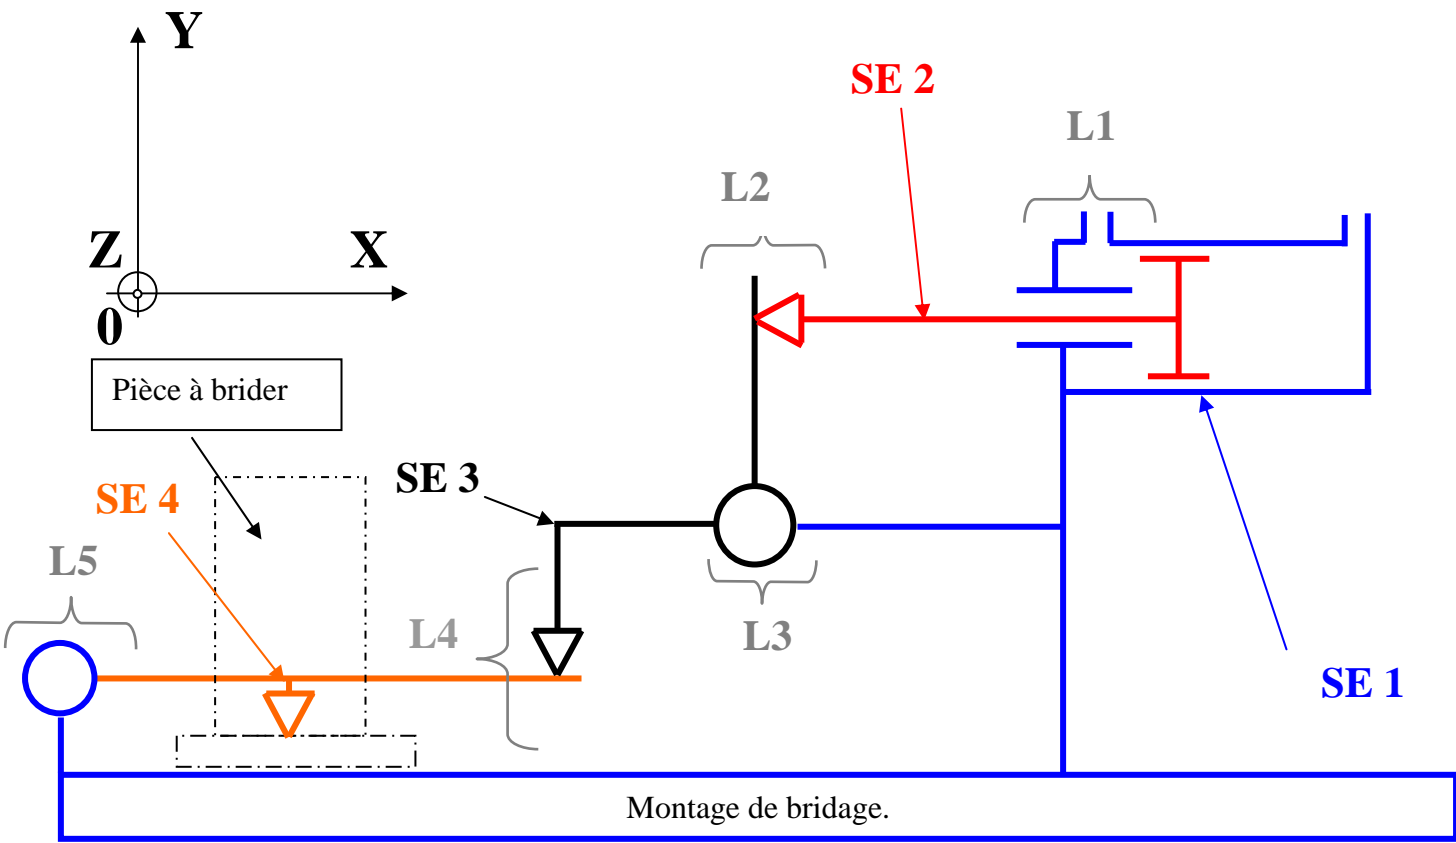 Y
SE 2
L1
L2
Z
X
0
Pièce à brider
SE 3
SE 4
L5
L4
L3
SE 1
Montage de bridage.